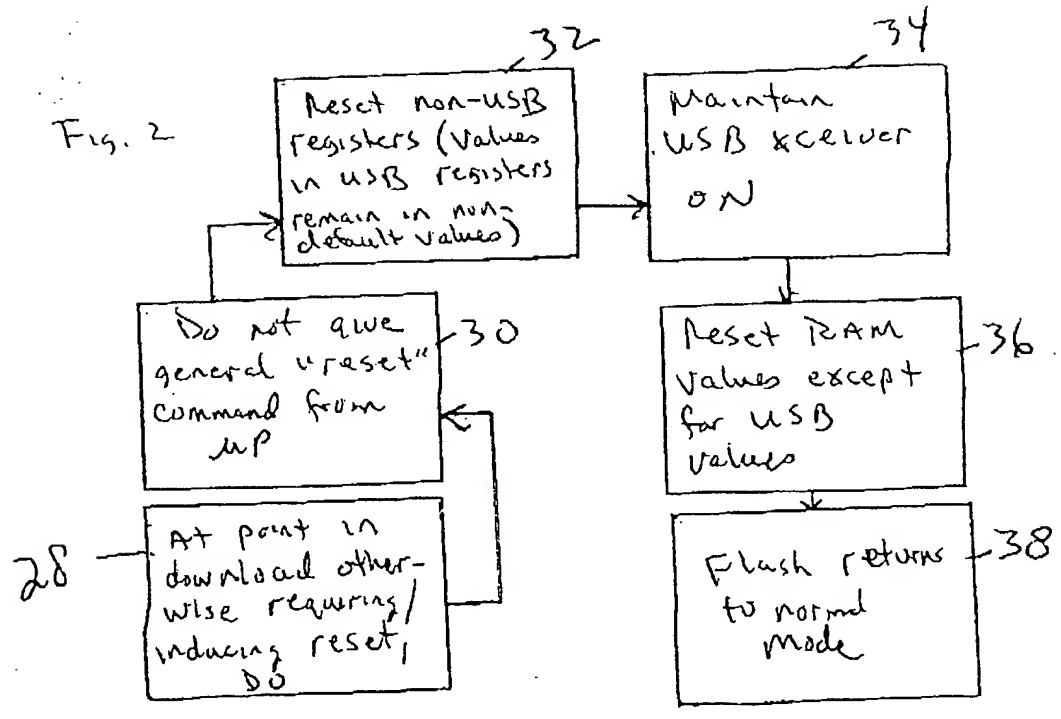 Fig. 2
32
Reset non-USB
registers (values
in USB registers
remain in non-
default values)
34
Maintain
USB xceiver
ON
30
Do not give
general "reset"
command from
μP
36
Reset RAM
values except
for USB
values
28
At point in
download other-
wise requiring/
inducing reset,
DO
38
Flash returns
to normal
mode